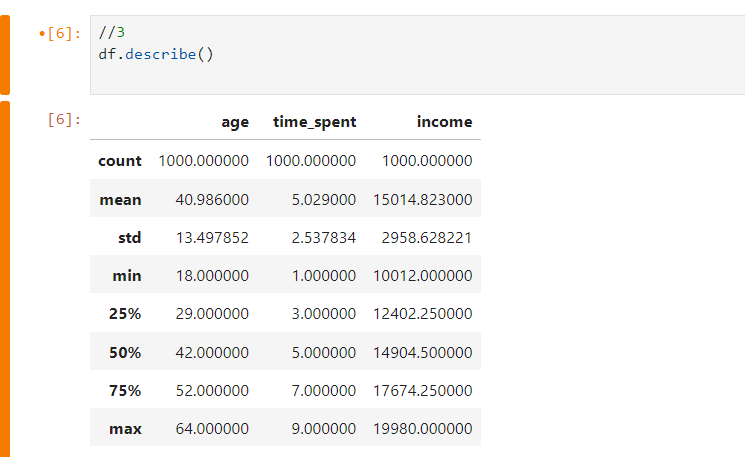 •[6]: //3
df.describe()
[6]:
age time_spent income
count 1000.000000 1000.000000 1000.000000
mean 40.986000 5.029000 15014.823000
std 13.497852 2.537834 2958.628221
min 18.000000 1.000000 10012.000000
25% 29.000000 3.000000 12402.250000
50% 42.000000 5.000000 14904.500000
75% 52.000000 7.000000 17674.250000
max 64.000000 9.000000 19980.000000